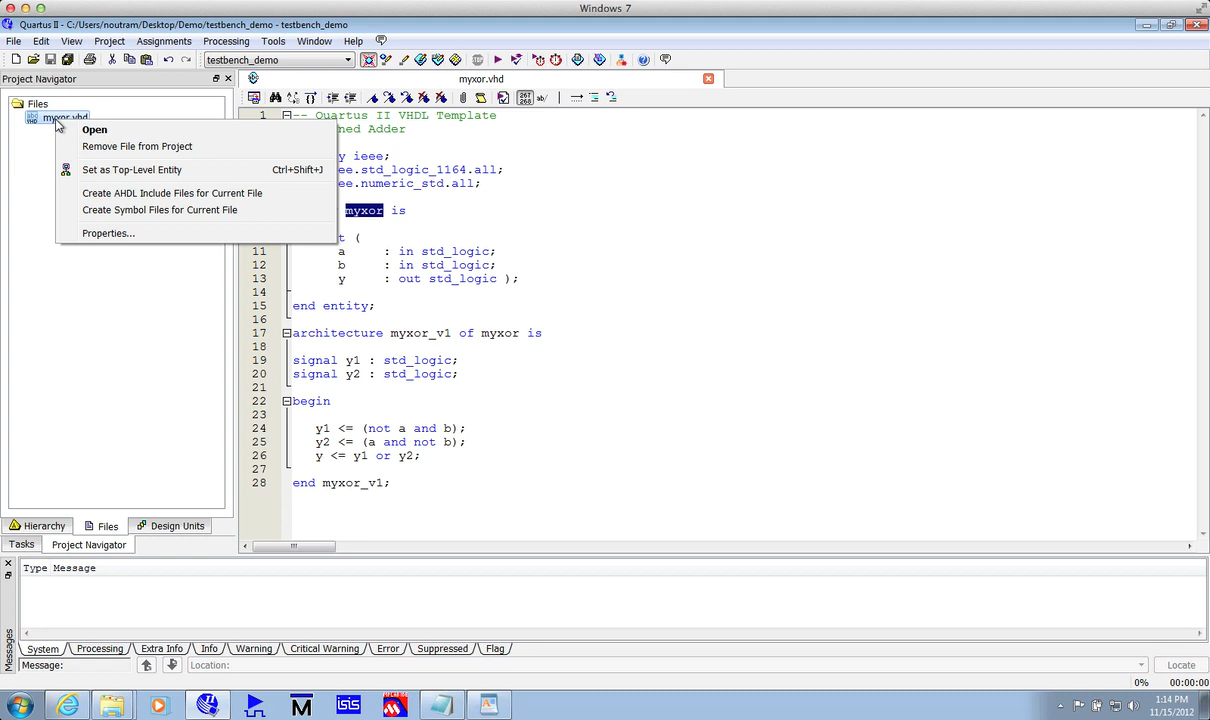 Windows 7
Quartus II - C:/Users/noutram/Desktop/Demo/testbench_demo - testbench_demo
File Edit View Project Assignments Processing Tools Window Help
testbench_demo
Project Navigator
myxor.vhd
Files
myxor.vhd
Open
Remove File from Project
Set as Top-Level Entity Ctrl+Shift+J
Create AHDL Include Files for Current File
Create Symbol Files for Current File
Properties...
267
268
ab/
1 -- Quartus II VHDL Template
ned Adder
y ieee;
ee.std_logic_1164.all;
ee.numeric_std.all;
myxor is
t (
11 a : in std_logic;
12 b : in std_logic;
13 y : out std_logic );
14
15 end entity;
16
17 architecture myxor_v1 of myxor is
18
19 signal y1 : std_logic;
20 signal y2 : std_logic;
21
22 begin
23
24 y1 <= (not a and b);
25 y2 <= (a and not b);
26 y <= y1 or y2;
27
28 end myxor_v1;
Hierarchy Files Design Units
Tasks Project Navigator
Type Message
Messages
System Processing Extra Info Info Warning Critical Warning Error Suppressed Flag
Message: Location: Locate
0% 00:00:00
M ISIS
1:14 PM
11/15/2012